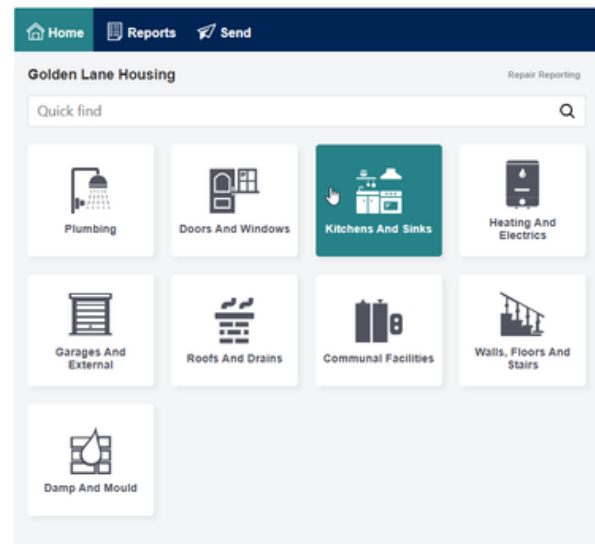 Home Reports Send
Golden Lane Housing Repair Reporting
Quick find
Plumbing
Doors And Windows
Kitchens And Sinks
Heating And
Electrics
Garages And
External
Roofs And Drains
Communal Facilities
Walls, Floors And
Stairs
Damp And Mould